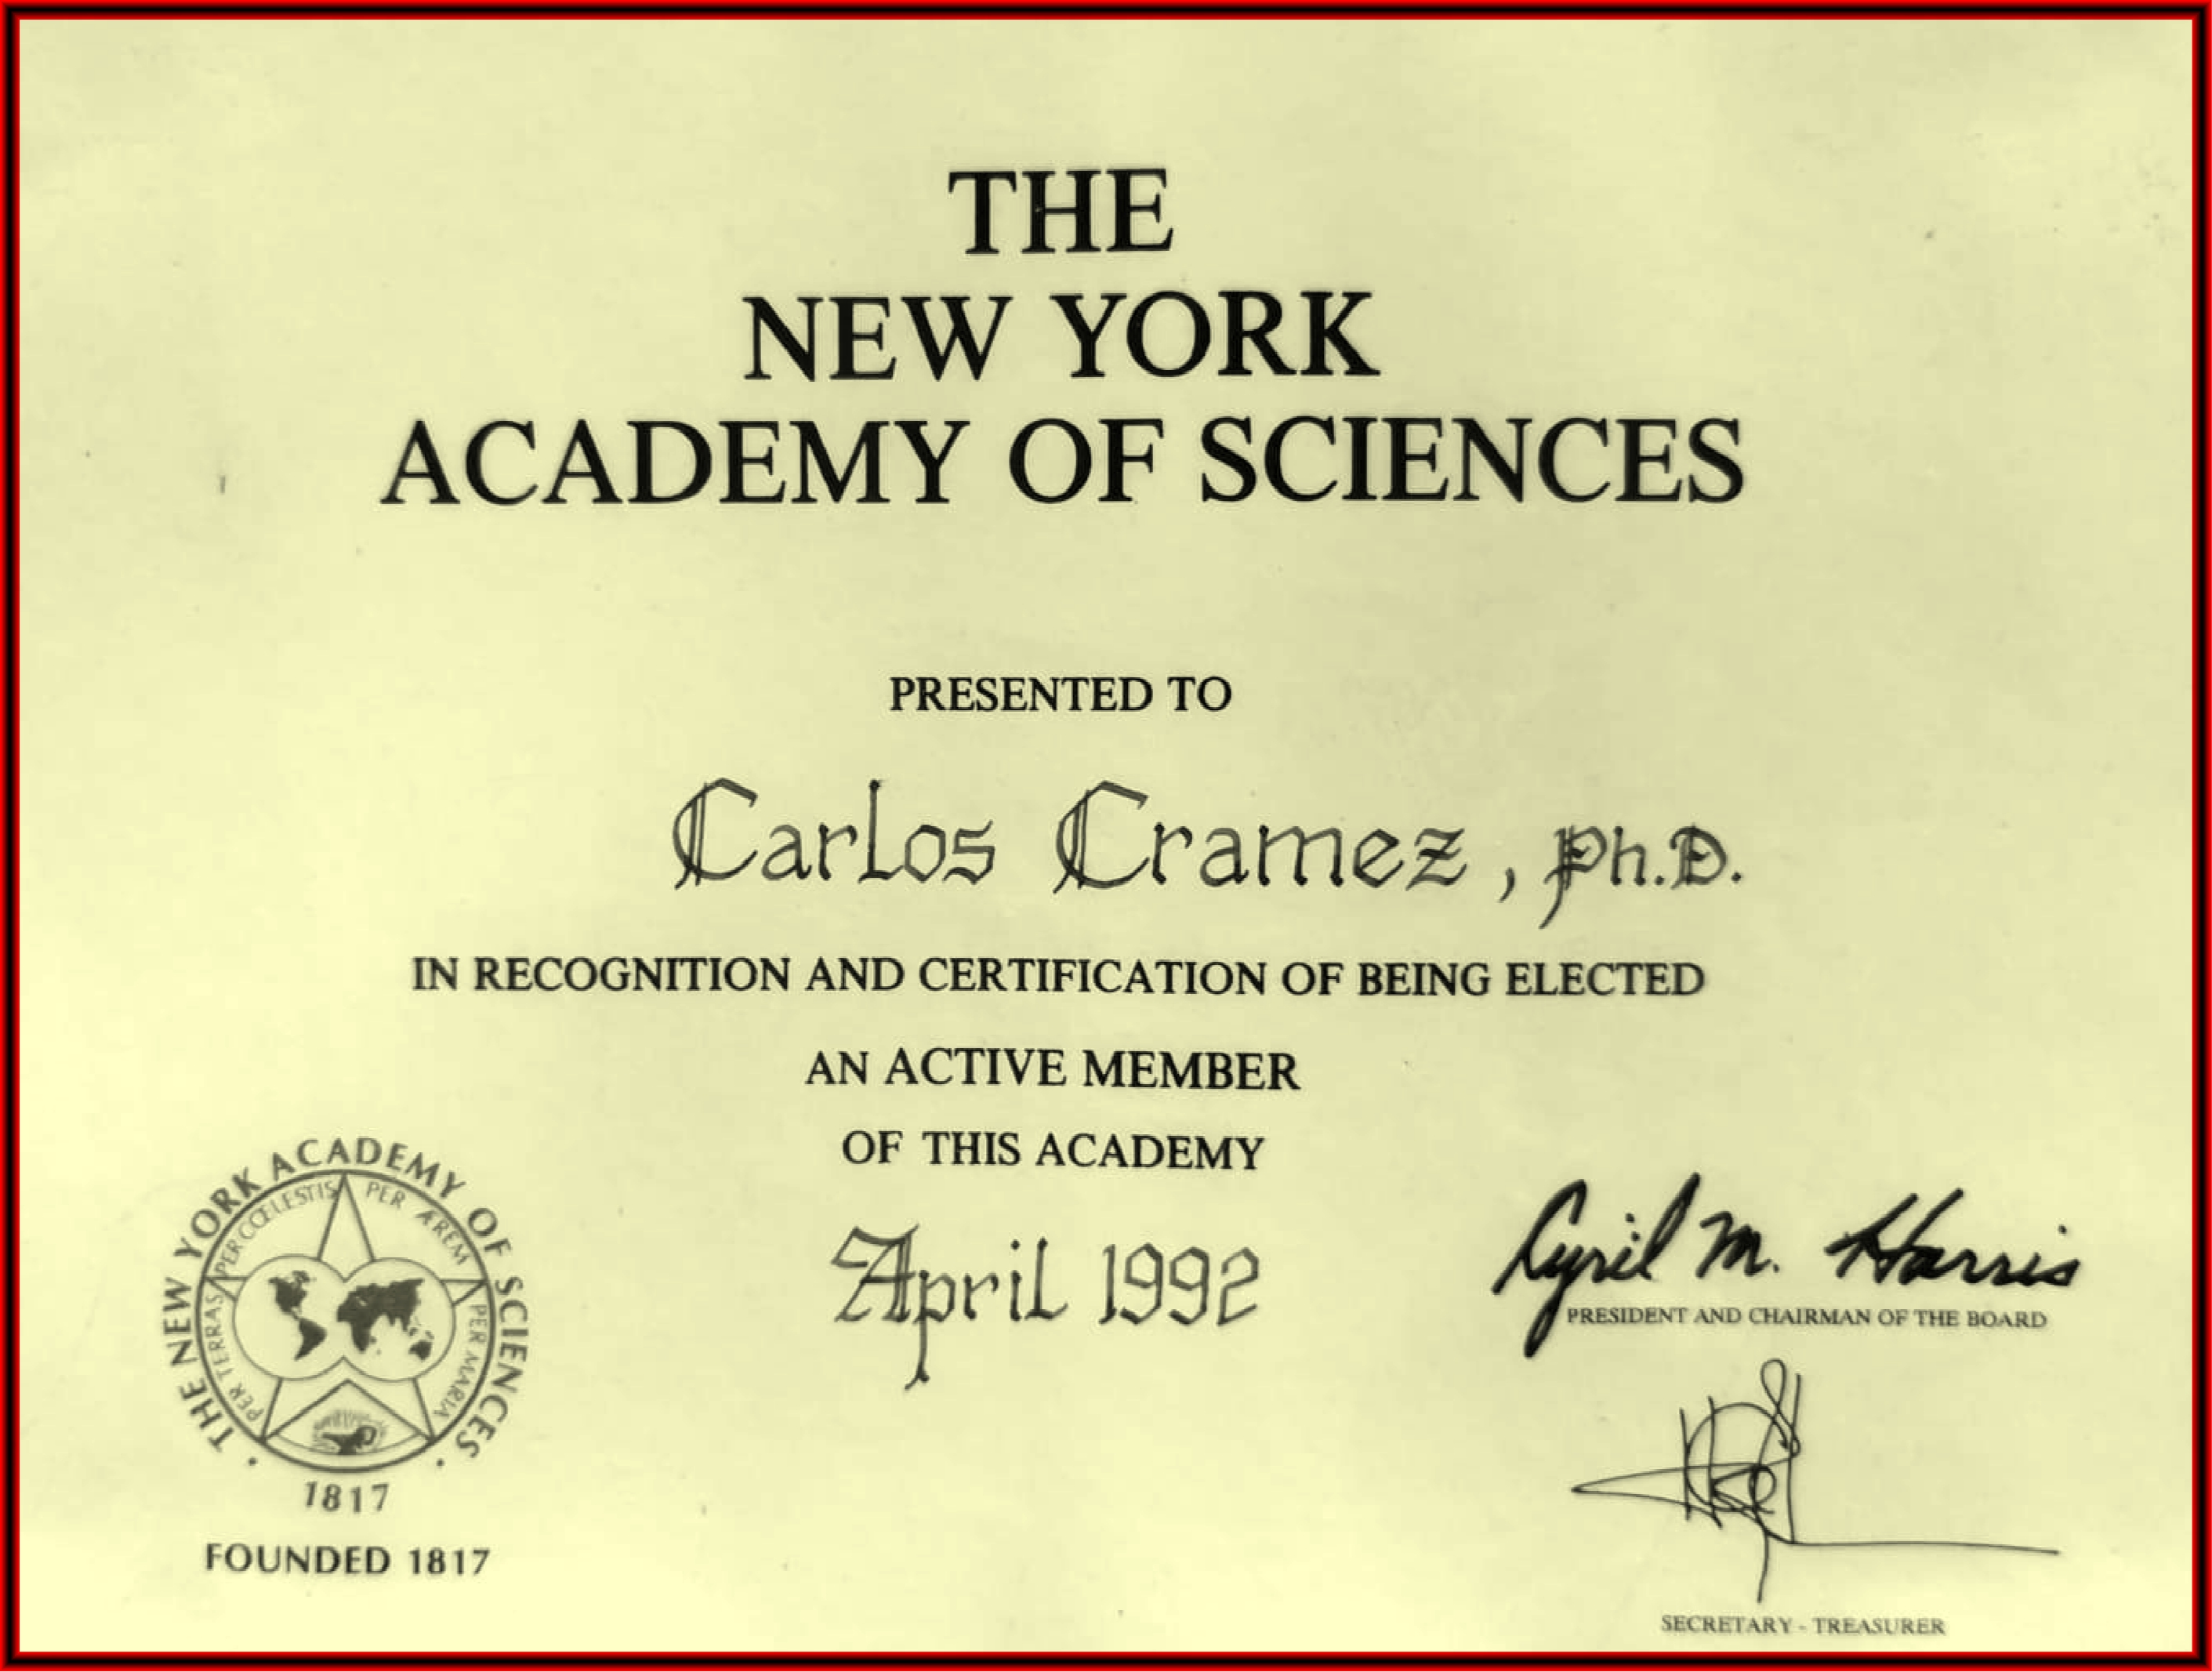 THE
NEW YORK
ACADEMY OF SCIENCES
PRESENTED TO
Carlos Cramez, Ph.D.
IN RECOGNITION AND CERTIFICATION OF BEING ELECTED
AN ACTIVE MEMBER
OF THIS ACADEMY
April 1992
THE NEW YORK ACADEMY OF SCIENCES
PER TERRAS PER CŒLESTIS PER ÆREM PER MARIA
1817
FOUNDED 1817
Cyril M. Harris
PRESIDENT AND CHAIRMAN OF THE BOARD
SECRETARY - TREASURER